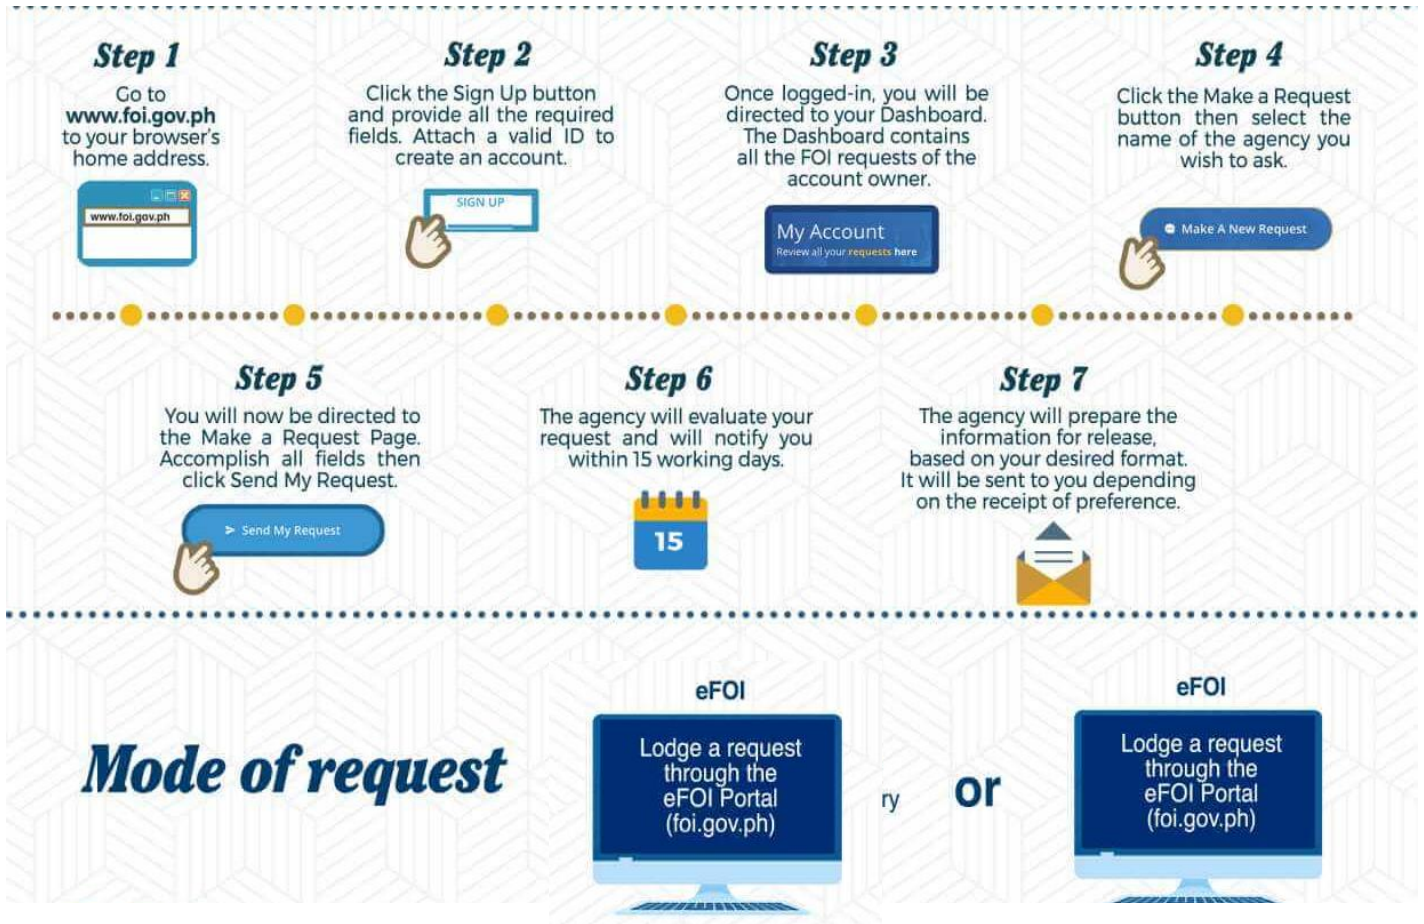 Step 1
Go to
www.foi.gov.ph
to your browser's
home address.
www.foi.gov.ph
Step 2
Click the Sign Up button
and provide all the required
fields. Attach a valid ID to
create an account.
SIGN UP
Step 3
Once logged-in, you will be
directed to your Dashboard.
The Dashboard contains
all the FOI requests of the
account owner.
My Account
Review all your requests here
Step 4
Click the Make a Request
button then select the
name of the agency you
wish to ask.
Make A New Request
Step 5
You will now be directed to
the Make a Request Page.
Accomplish all fields then
click Send My Request.
Send My Request
Step 6
The agency will evaluate your
request and will notify you
within 15 working days.
15
Step 7
The agency will prepare the
information for release,
based on your desired format.
It will be sent to you depending
on the receipt of preference.
Mode of request
eFOI
Lodge a request
through the
eFOI Portal
(foi.gov.ph)
ry
or
eFOI
Lodge a request
through the
eFOI Portal
(foi.gov.ph)